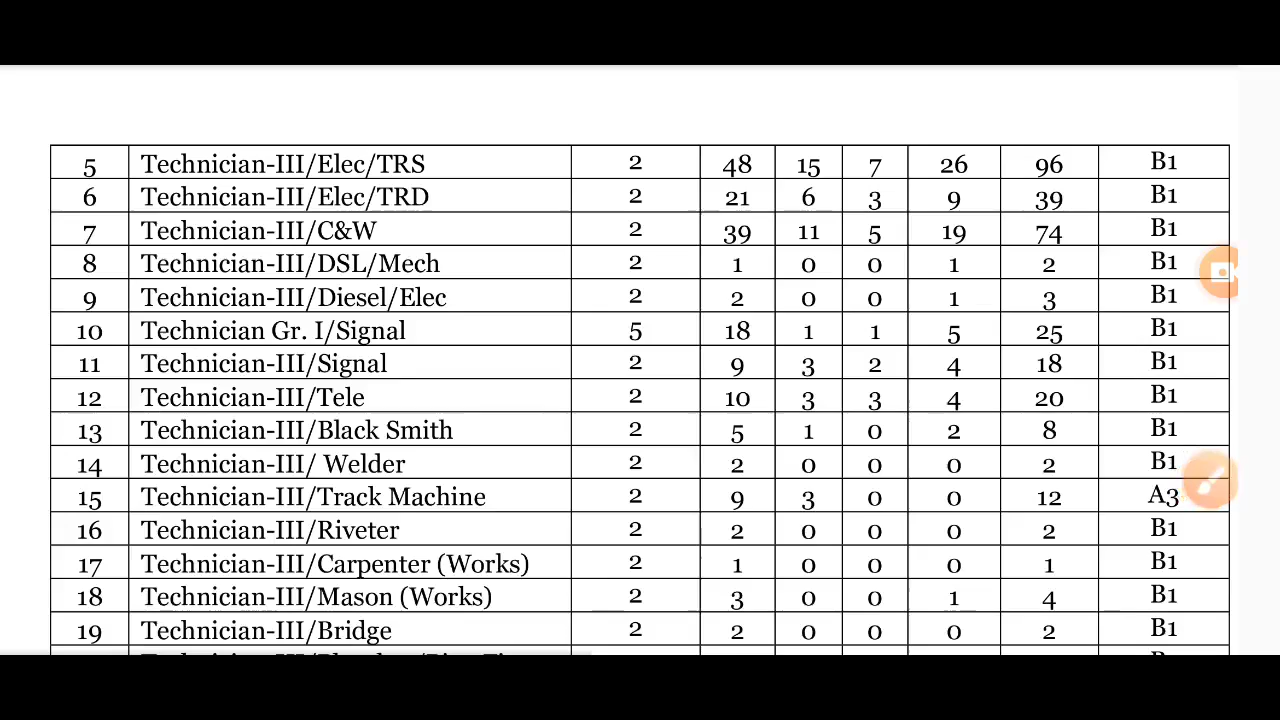 5 Technician-III/Elec/TRS 2 48 15 7 26 96 B1
6 Technician-III/Elec/TRD 2 21 6 3 9 39 B1
7 Technician-III/C&W 2 39 11 5 19 74 B1
8 Technician-III/DSL/Mech 2 1 0 0 1 2 B1
9 Technician-III/Diesel/Elec 2 2 0 0 1 3 B1
10 Technician Gr. I/Signal 5 18 1 1 5 25 B1
11 Technician-III/Signal 2 9 3 2 4 18 B1
12 Technician-III/Tele 2 10 3 3 4 20 B1
13 Technician-III/Black Smith 2 5 1 0 2 8 B1
14 Technician-III/ Welder 2 2 0 0 0 2 B1
15 Technician-III/Track Machine 2 9 3 0 0 12 A3
16 Technician-III/Riveter 2 2 0 0 0 2 B1
17 Technician-III/Carpenter (Works) 2 1 0 0 0 1 B1
18 Technician-III/Mason (Works) 2 3 0 0 1 4 B1
19 Technician-III/Bridge 2 2 0 0 0 2 B1